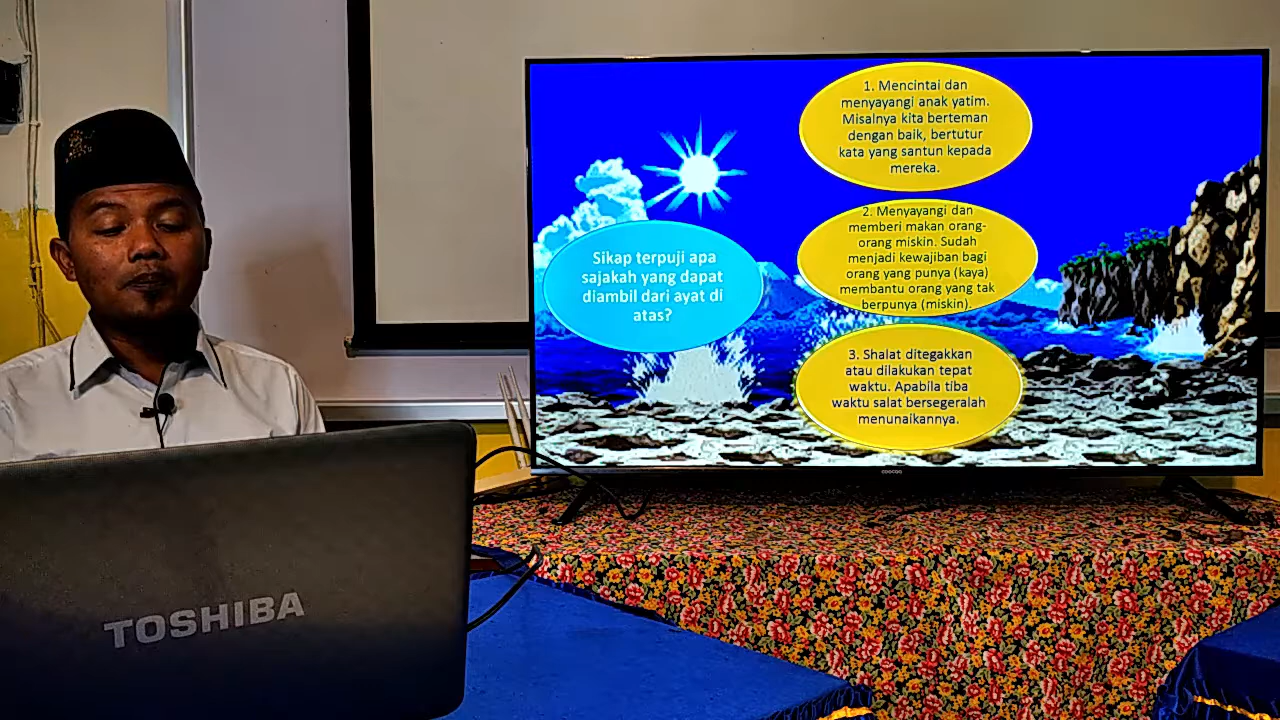 Sikap terpuji apa
sajakah yang dapat
diambil dari ayat di
atas?
1. Mencintai dan
menyayangi anak yatim.
Misalnya kita berteman
dengan baik, bertutur
kata yang santun kepada
mereka.
2. Menyayangi dan
memberi makan orang-
orang miskin. Sudah
menjadi kewajiban bagi
orang yang punya (kaya)
membantu orang yang tak
berpunya (miskin).
3. Shalat ditegakkan
atau dilakukan tepat
waktu. Apabila tiba
waktu salat bersegeralah
menunaikannya.
TOSHIBA